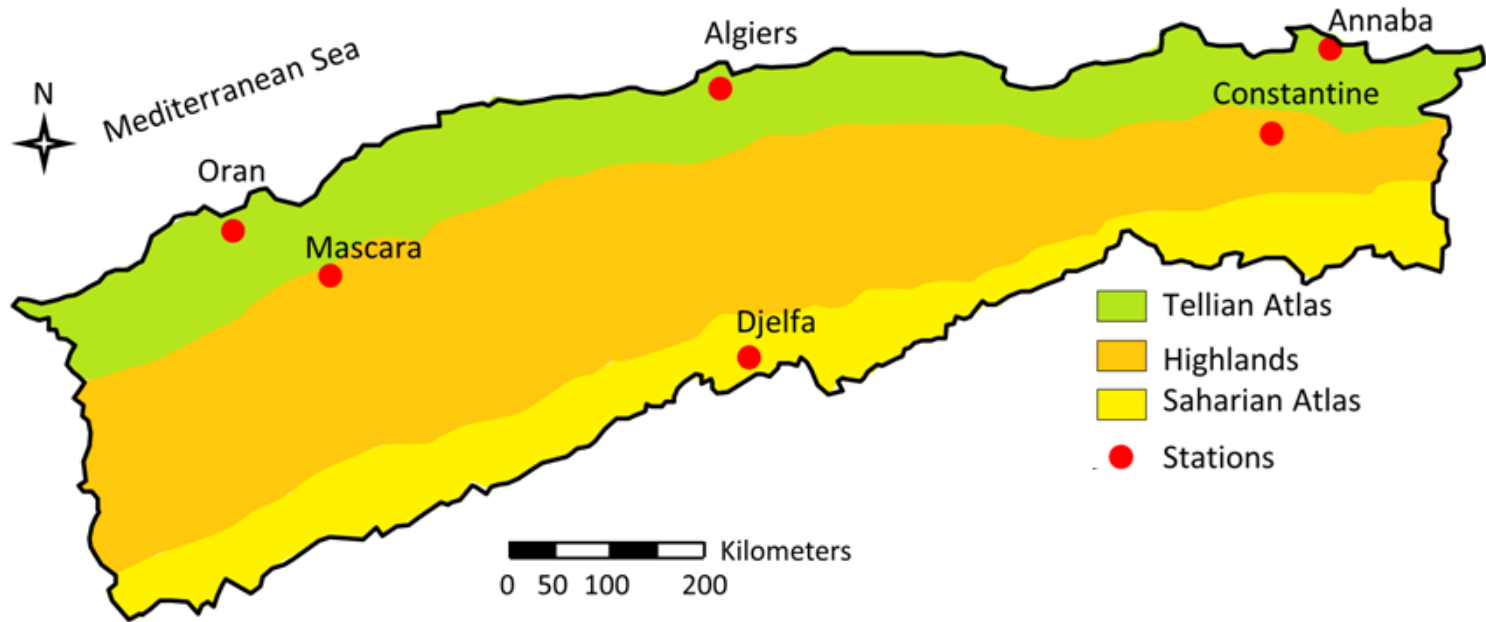 Annaba
Algiers
Mediterranean Sea
N
Constantine
Oran
Mascara
Djelfa
Tellian Atlas
Highlands
Saharian Atlas
Stations
Kilometers
0 50 100 200